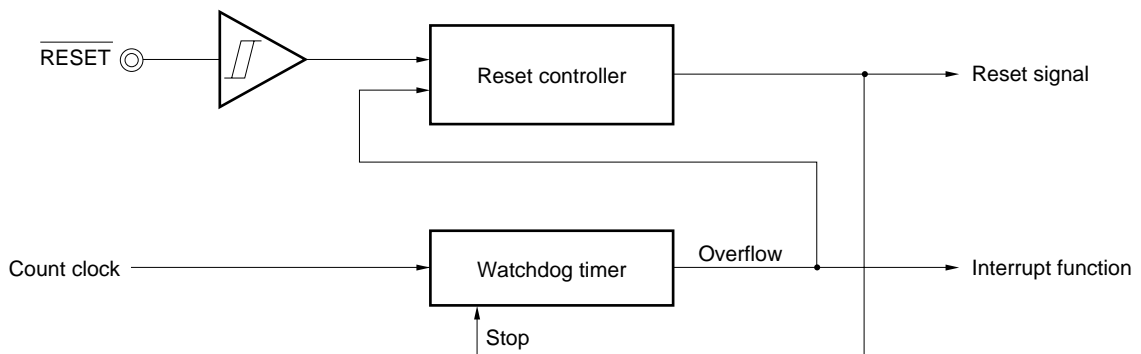 RESET
Reset controller
Reset signal
Count clock
Watchdog timer
Overflow
Interrupt function
Stop